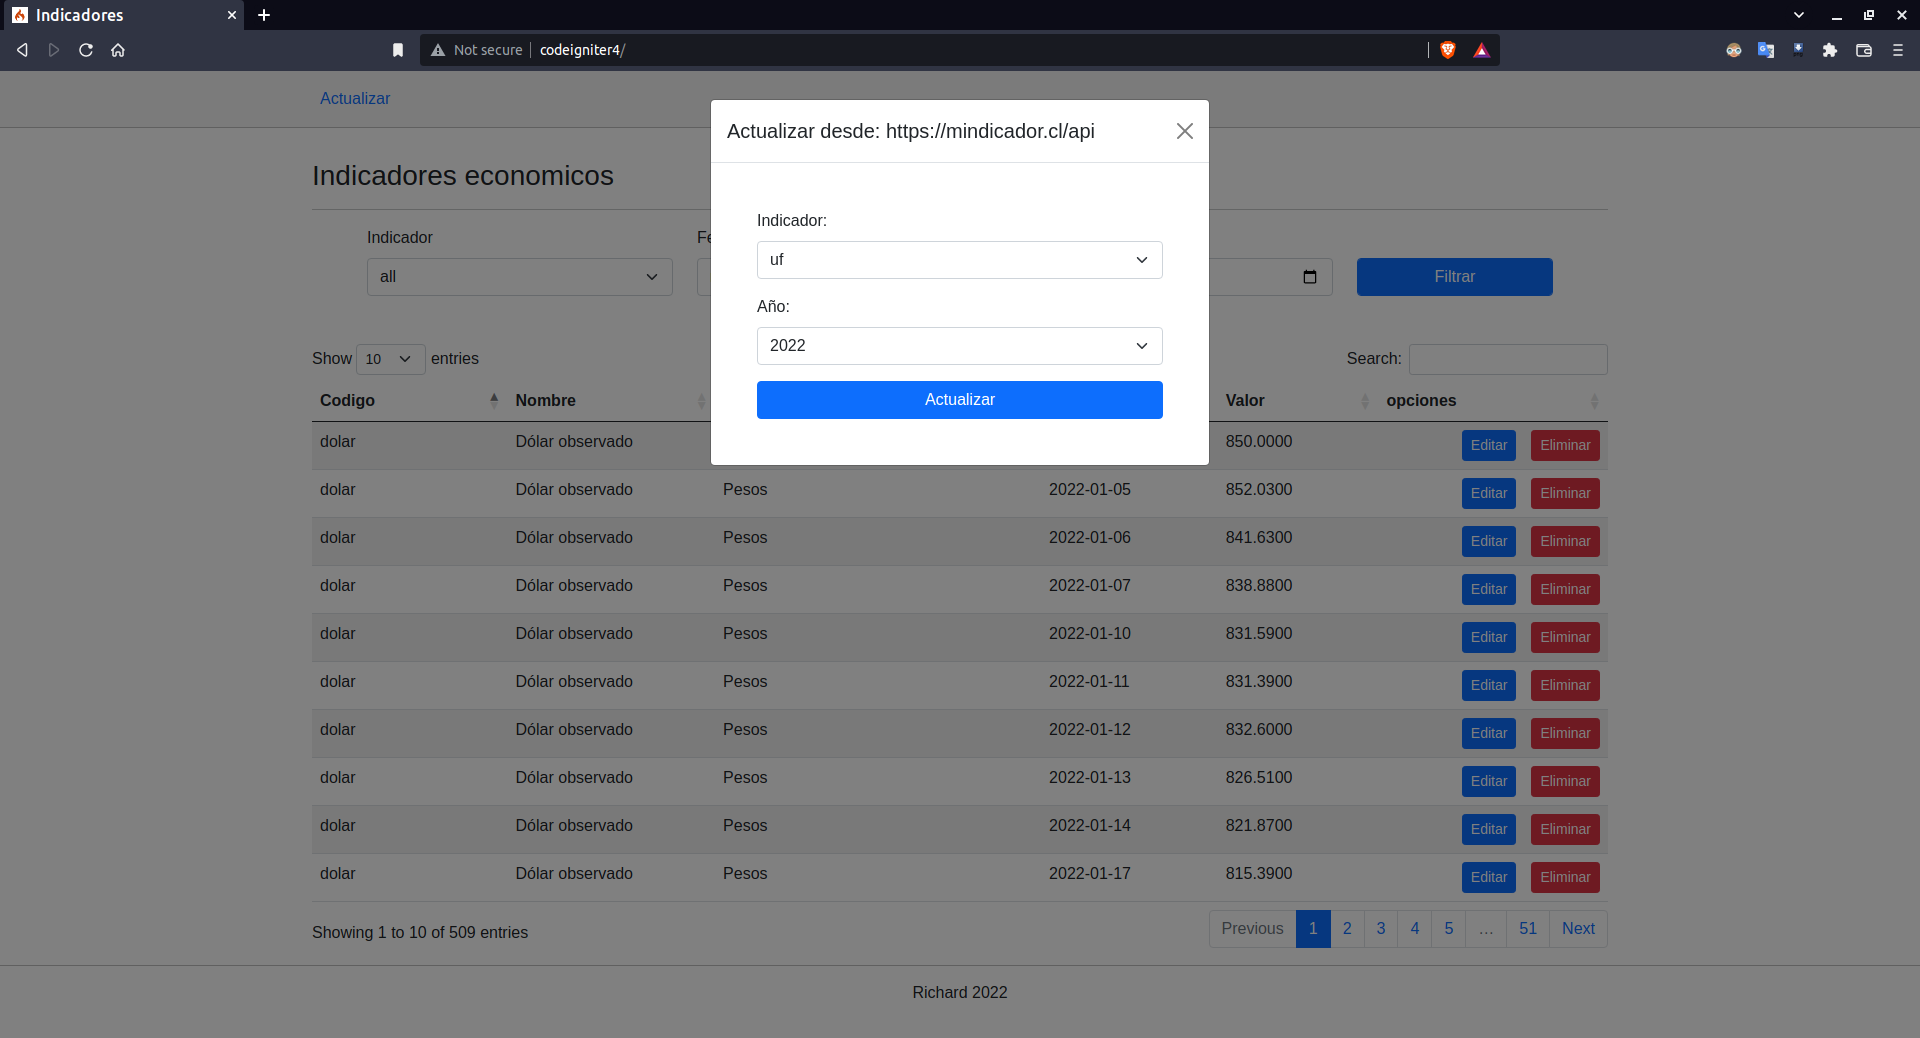 Indicadores
Not secure codeigniter4/
Actualizar
Actualizar desde: https://mindicador.cl/api
Indicadores economicos
Indicador:
uf
Año:
2022
Actualizar
Indicador
all
Filtrar
Show 10 entries
Search:
Codigo Nombre Valor opciones
dolar Dólar observado 850.0000 Editar Eliminar
dolar Dólar observado Pesos 2022-01-05 852.0300 Editar Eliminar
dolar Dólar observado Pesos 2022-01-06 841.6300 Editar Eliminar
dolar Dólar observado Pesos 2022-01-07 838.8800 Editar Eliminar
dolar Dólar observado Pesos 2022-01-10 831.5900 Editar Eliminar
dolar Dólar observado Pesos 2022-01-11 831.3900 Editar Eliminar
dolar Dólar observado Pesos 2022-01-12 832.6000 Editar Eliminar
dolar Dólar observado Pesos 2022-01-13 826.5100 Editar Eliminar
dolar Dólar observado Pesos 2022-01-14 821.8700 Editar Eliminar
dolar Dólar observado Pesos 2022-01-17 815.3900 Editar Eliminar
Showing 1 to 10 of 509 entries
Previous 1 2 3 4 5 … 51 Next
Richard 2022